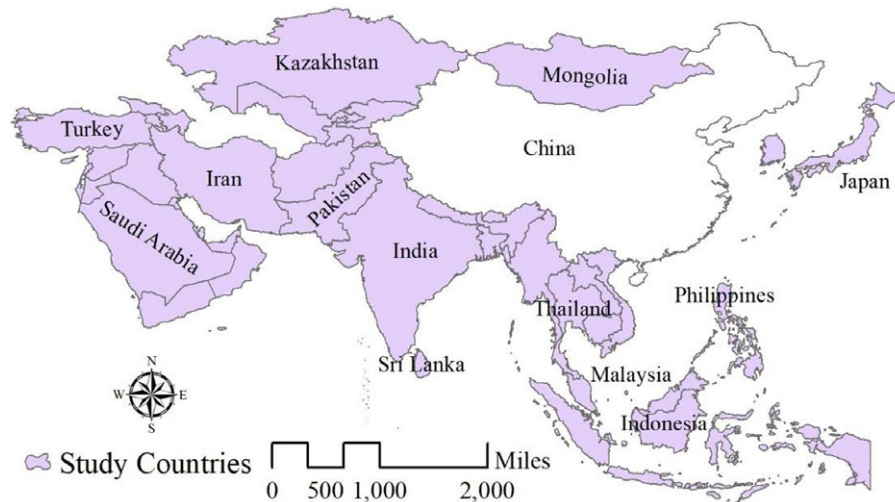 Kazakhstan
Mongolia
Turkey
China
Iran
Pakistan
Japan
Saudi Arabia
India
Philippines
Thailand
Sri Lanka
Malaysia
Indonesia
N
W E
S
Study Countries
Miles
0 500 1,000 2,000